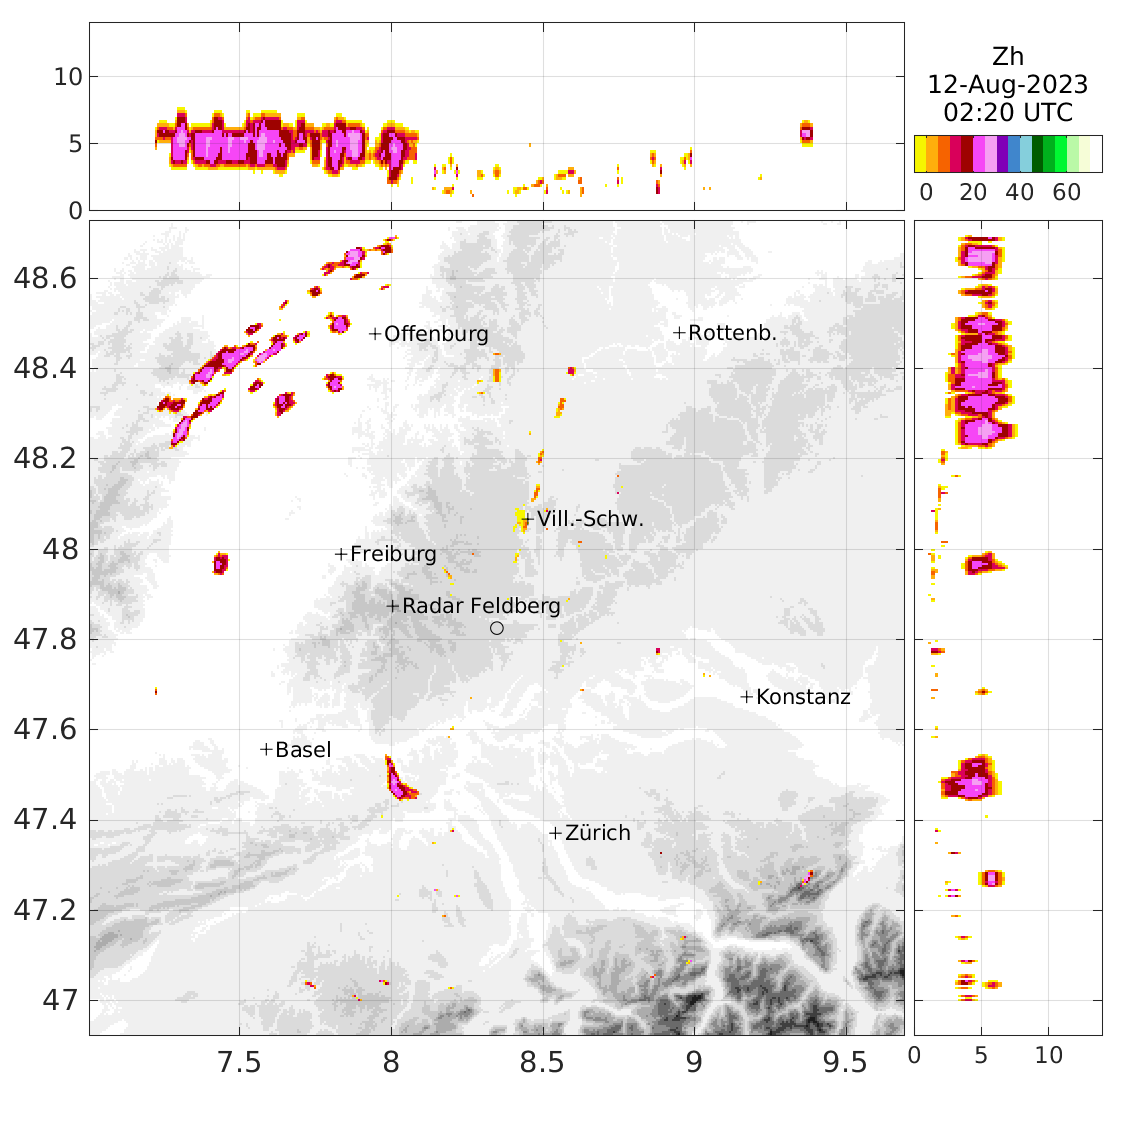 Zh
12-Aug-2023
02:20 UTC
0 20 40 60
10
5
0
48.6
48.4
48.2
48
47.8
47.6
47.4
47.2
47
Offenburg
Rottenb.
Vill.-Schw.
Freiburg
Radar Feldberg
Konstanz
Basel
Zürich
7.5 8 8.5 9 9.5
0 5 10